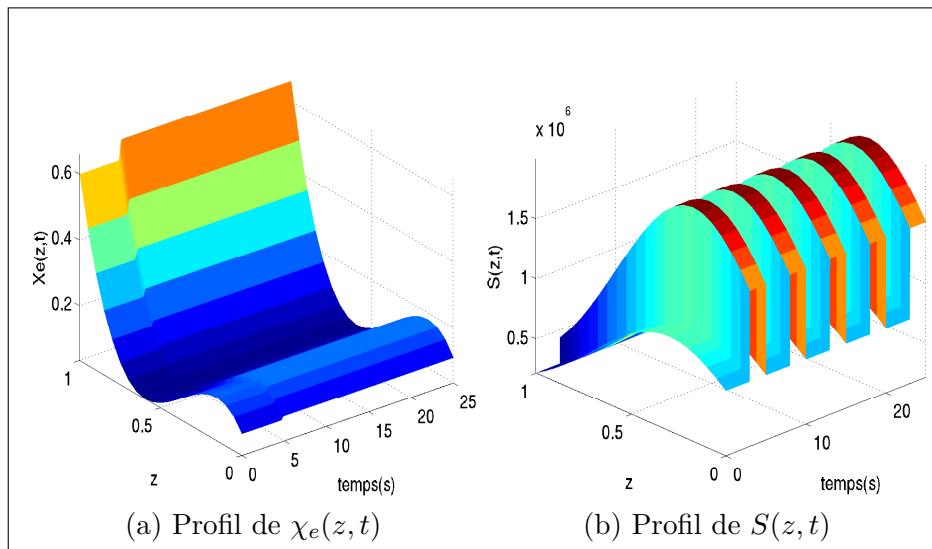 x 10^6
Xe(z,t)
0.6
0.4
0.2
1
0.5
0
z
0
5
10
15
20
25
temps(s)
S(z,t)
1.5
1
0.5
1
0.5
0
z
0
10
20
temps(s)
(a) Profil de χₑ(z, t)
(b) Profil de S(z, t)